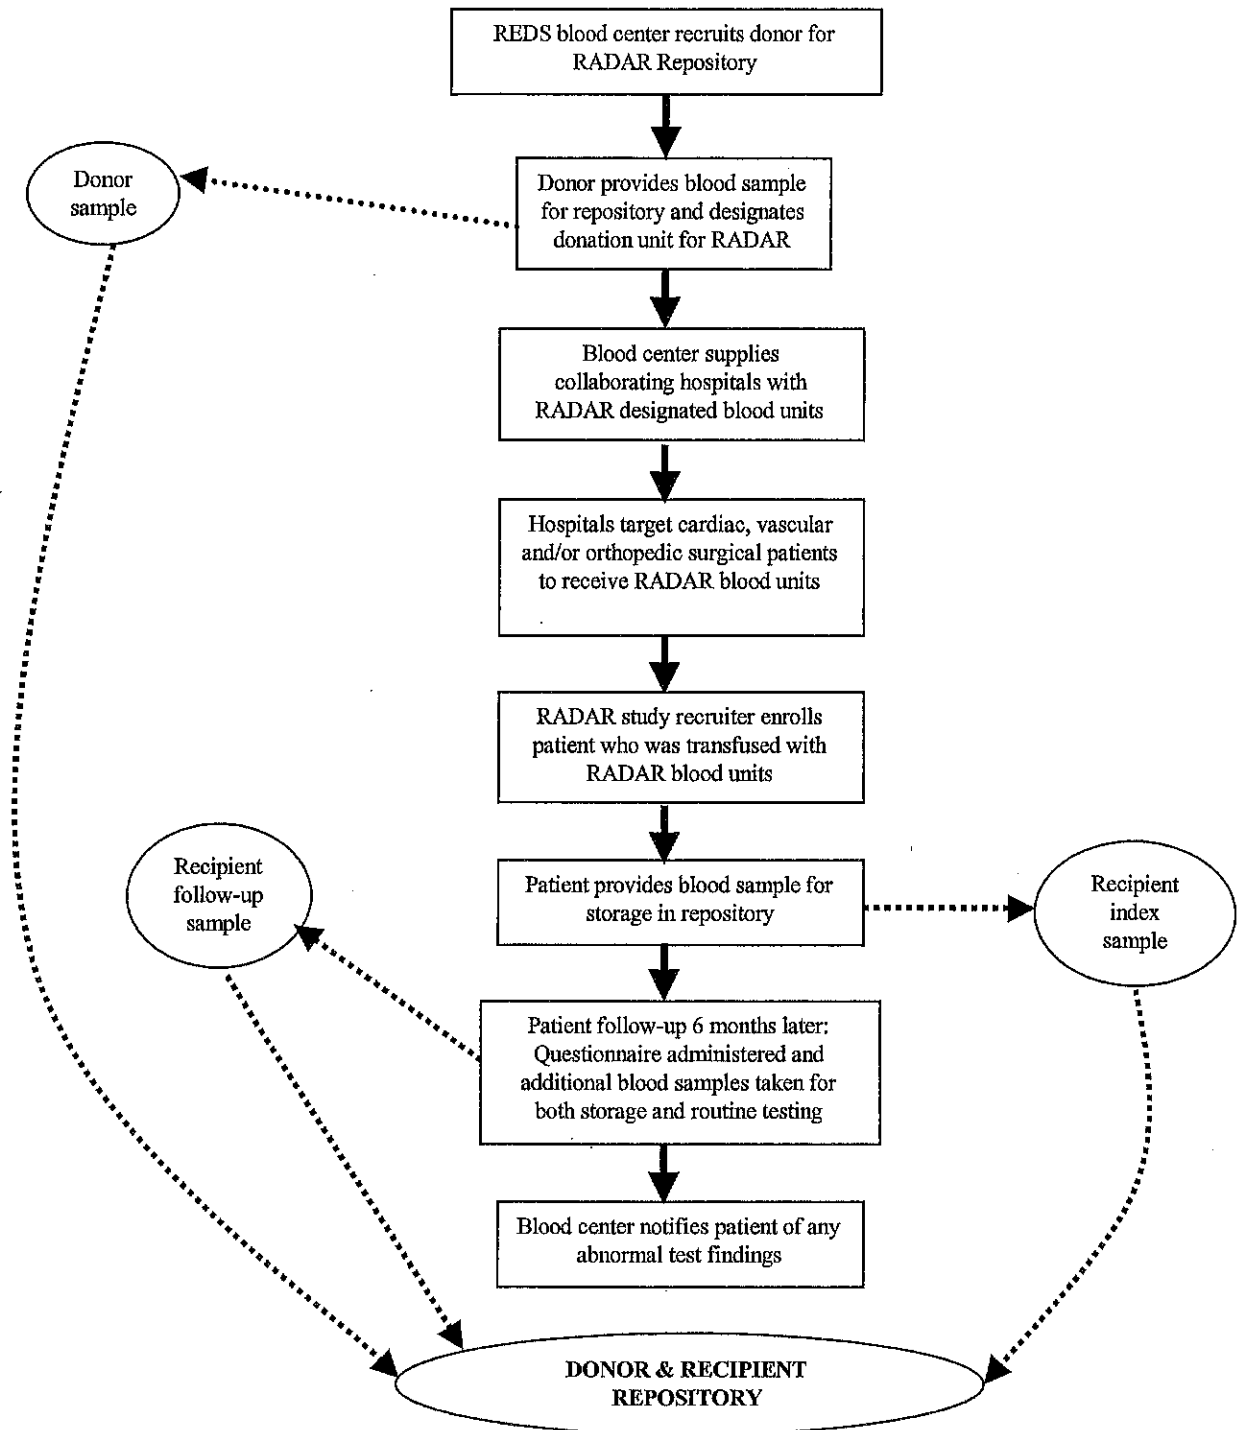 REDS blood center recruits donor for
RADAR Repository
Donor
sample
Donor provides blood sample
for repository and designates
donation unit for RADAR
Blood center supplies
collaborating hospitals with
RADAR designated blood units
Hospitals target cardiac, vascular
and/or orthopedic surgical patients
to receive RADAR blood units
RADAR study recruiter enrolls
patient who was transfused with
RADAR blood units
Recipient
follow-up
sample
Patient provides blood sample for
storage in repository
Recipient
index
sample
Patient follow-up 6 months later:
Questionnaire administered and
additional blood samples taken for
both storage and routine testing
Blood center notifies patient of any
abnormal test findings
DONOR & RECIPIENT
REPOSITORY